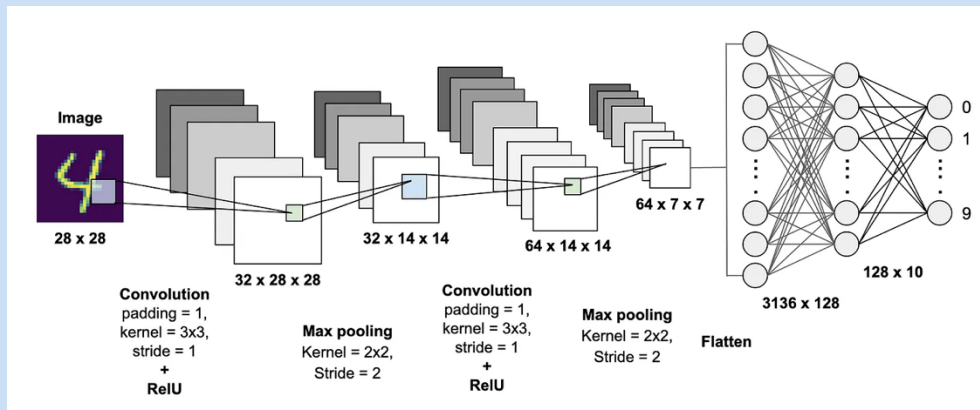 Image
28 x 28
32 x 28 x 28
Convolution
padding = 1,
kernel = 3x3,
stride = 1
+
RelU
32 x 14 x 14
Max pooling
Kernel = 2x2,
Stride = 2
64 x 14 x 14
Convolution
padding = 1,
kernel = 3x3,
stride = 1
+
RelU
64 x 7 x 7
Max pooling
Kernel = 2x2,
Stride = 2
Flatten
3136 x 128
128 x 10
0
1
9